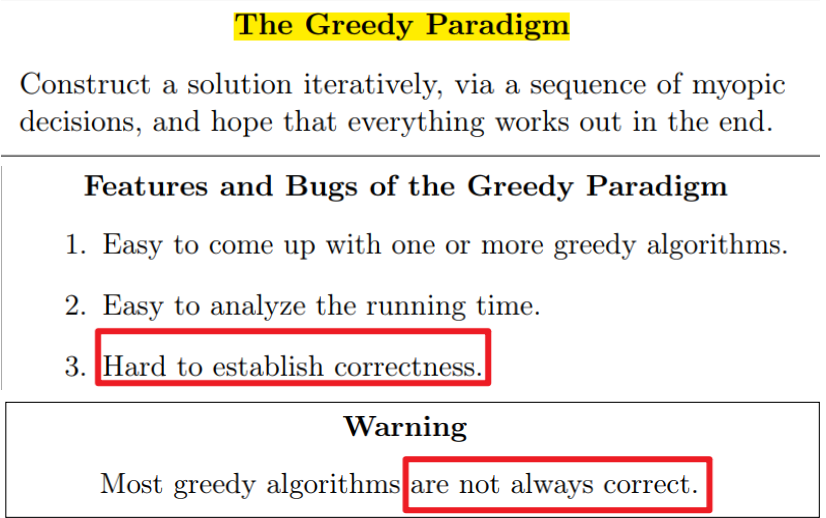 The Greedy Paradigm
Construct a solution iteratively, via a sequence of myopic
decisions, and hope that everything works out in the end.
Features and Bugs of the Greedy Paradigm
1. Easy to come up with one or more greedy algorithms.
2. Easy to analyze the running time.
3. Hard to establish correctness.
Warning
Most greedy algorithms are not always correct.